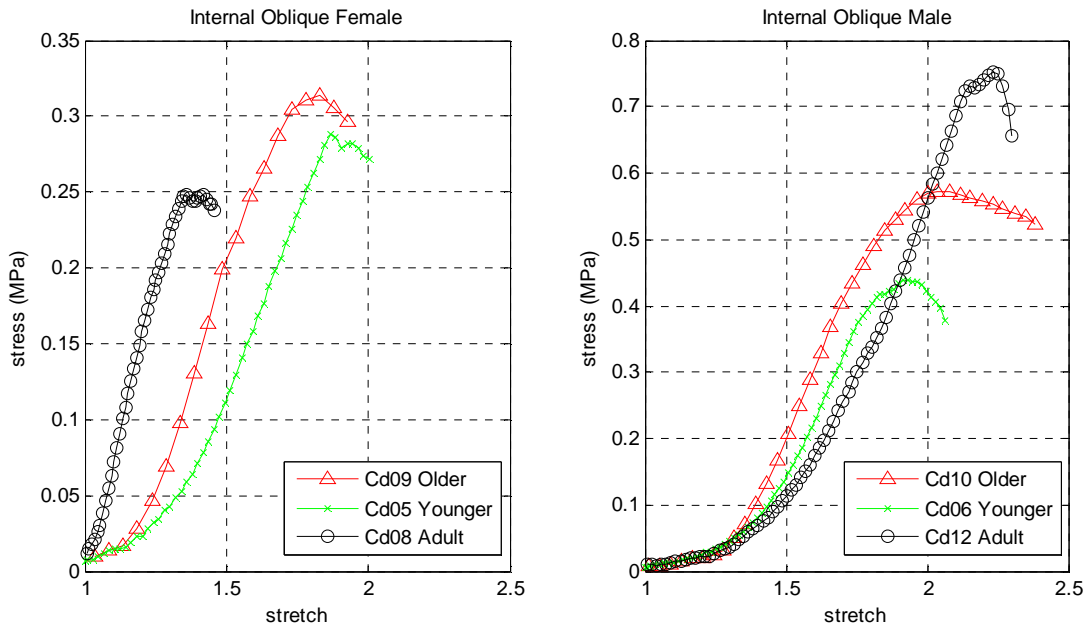 Internal Oblique Female
0.35
0.3
0.25
0.2
0.15
0.1
0.05
0
stress (MPa)
1
1.5
2
2.5
stretch
Cd09 Older
Cd05 Younger
Cd08 Adult
Internal Oblique Male
0.8
0.7
0.6
0.5
0.4
0.3
0.2
0.1
0
stress (MPa)
1
1.5
2
2.5
stretch
Cd10 Older
Cd06 Younger
Cd12 Adult